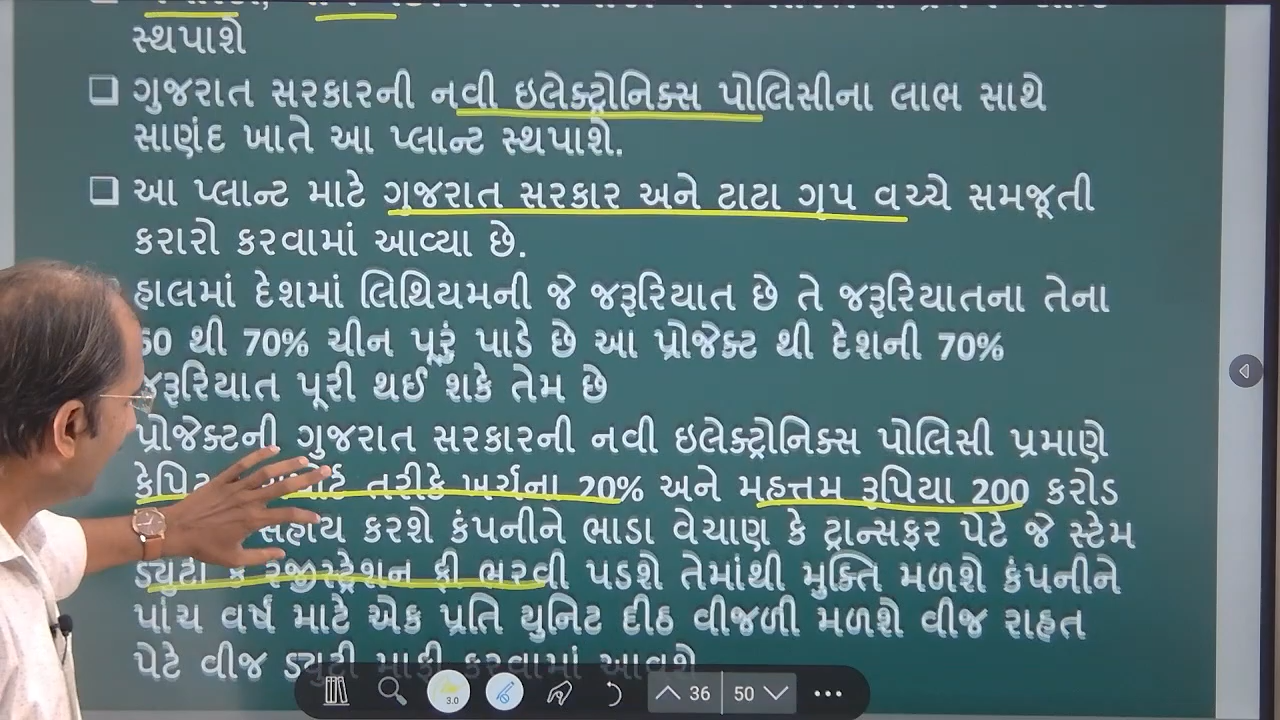 સ્થપાશે
❑ ગુજરાત સરકારની નવી ઇલેક્ટ્રોનિક્સ પોલિસીના લાભ સાથે
સાણંદ ખાતે આ પ્લાન્ટ સ્થપાશે.
❑ આ પ્લાન્ટ માટે ગુજરાત સરકાર અને ટાટા ગ્રુપ વચ્ચે સમજૂતી
કરારો કરવામાં આવ્યા છે.
હાલમાં દેશમાં લિથિયમની જે જરૂરિયાત છે તે જરૂરિયાતના તેના
થી 70% ચીન પૂરું પાડે છે આ પ્રોજેક્ટ થી દેશની 70%
જરૂરિયાત પૂરી થઈ શકે તેમ છે
પ્રોજેક્ટની ગુજરાત સરકારની નવી ઇલેક્ટ્રોનિક્સ પોલિસી પ્રમાણે
તરીકે ખર્ચના 20% અને મહત્તમ રૂપિયા 200 કરોડ
સહાય કરશે કંપનીને ભાડા વેચાણ કે ટ્રાન્સફર પેટે જે સ્ટેમ
ડ્યુટી કે રજીસ્ટ્રેશન ફી ભરવી પડશે તેમાંથી મુક્તિ મળશે કંપનીને
પાંચ વર્ષ માટે એક પ્રતિ યુનિટ દીઠ વીજળી મળશે વીજ રાહત
પેટે વીજ ડ્યુટી માફી કરવામાં આવશે
3.0 36 50